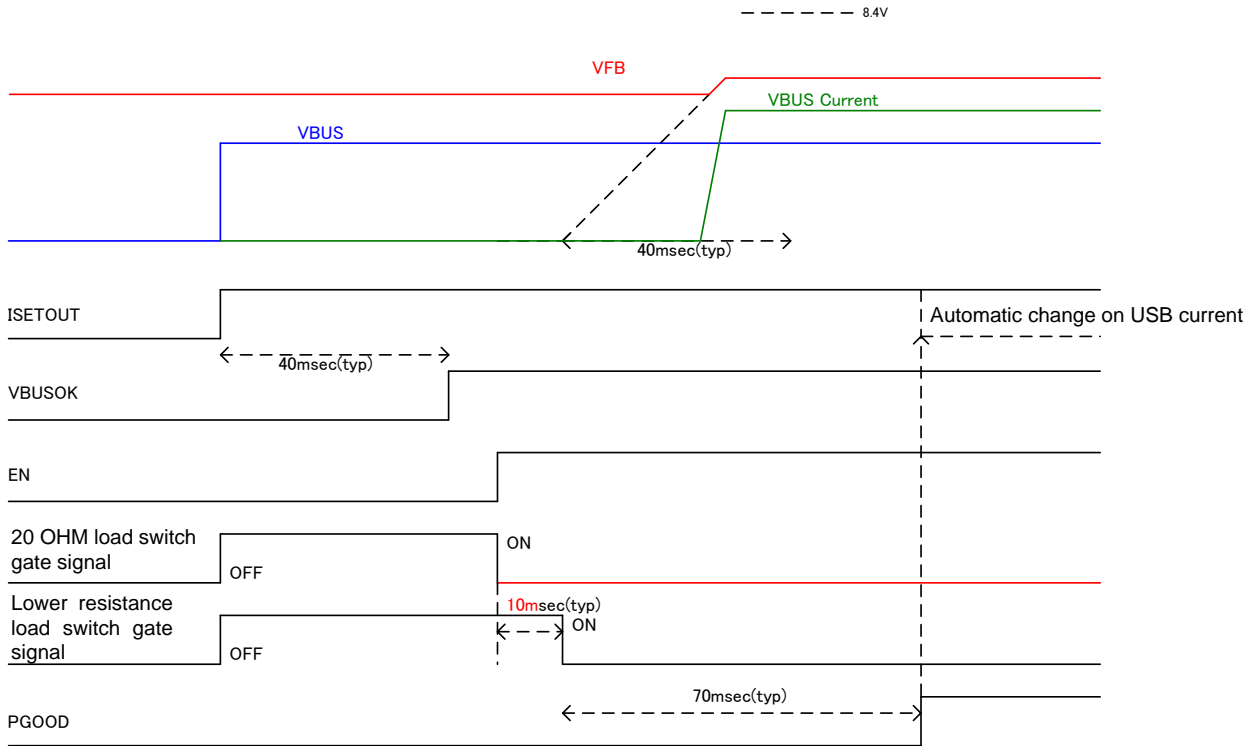 8.4V
VFB
VBUS Current
VBUS
40msec(typ)
ISETOUT
Automatic change on USB current
40msec(typ)
VBUSOK
EN
20 OHM load switch
gate signal
ON
OFF
Lower resistance
load switch gate
signal
10msec(typ)
ON
OFF
70msec(typ)
PGOOD